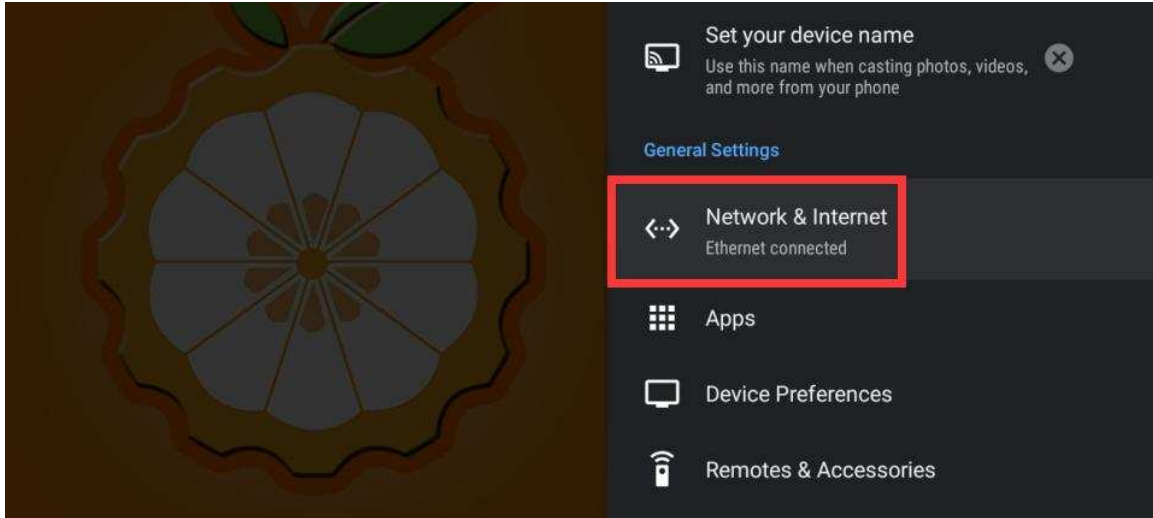 Set your device name
Use this name when casting photos, videos,
and more from your phone
General Settings
Network & Internet
Ethernet connected
Apps
Device Preferences
Remotes & Accessories